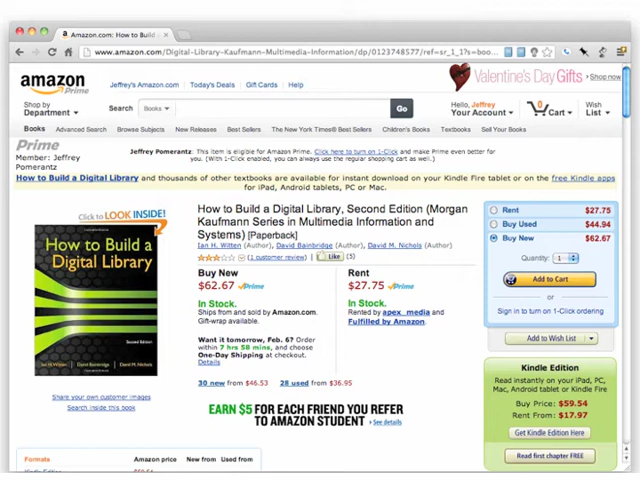 Amazon.com: How to Build
www.amazon.com/Digital-Library-Kaufmann-Multimedia-Information/dp/0123748577/ref=sr_1_1?s=boo...
amazon
Prime
Jeffrey's Amazon.com
Today's Deals
Gift Cards
Help
Valentine's Day Gifts
Shop now
Shop by
Department
Search
Books
Go
Hello, Jeffrey
Your Account
0
Cart
Wish
List
Books
Advanced Search
Browse Subjects
New Releases
Best Sellers
The New York Times® Best Sellers
Children's Books
Textbooks
Sell Your Books
Prime
Member: Jeffrey
Pomerantz
Jeffrey Pomerantz: This item is eligible for Amazon Prime. Click here to turn on 1-Click and make Prime even better for
you. (With 1-Click enabled, you can always use the regular shopping cart as well.)
How to Build a Digital Library and thousands of other textbooks are available for instant download on your Kindle Fire tablet or on the free Kindle apps
for iPad, Android tablets, PC or Mac.
Click to LOOK INSIDE!
How to Build a
Digital Library
Second Edition
Ian H. Witten
David Bainbridge
David M. Nichols
Share your own customer images
Search inside this book
How to Build a Digital Library, Second Edition (Morgan
Kaufmann Series in Multimedia Information and
Systems) [Paperback]
Ian H. Witten (Author), David Bainbridge (Author), David M. Nichols (Author)
(1 customer review)
Like
(5)
Buy New
$62.67
Prime
In Stock.
Ships from and sold by Amazon.com.
Gift-wrap available.
Want it tomorrow, Feb. 6? Order
within 7 hrs 58 mins, and choose
One-Day Shipping at checkout.
Details
Rent
$27.75
Prime
In Stock.
Rented by apex_media and
Fulfilled by Amazon.
30 new from $46.53
28 used from $36.95
EARN $5 FOR EACH FRIEND YOU REFER
TO AMAZON STUDENT
See details
Rent $27.75
Buy Used $44.94
Buy New $62.67
Quantity: 1
Add to Cart
or
Sign in to turn on 1-Click ordering
Add to Wish List
Kindle Edition
Read instantly on your iPad, PC,
Mac, Android tablet or Kindle Fire
Buy Price: $59.54
Rent From: $17.97
Get Kindle Edition Here
Read first chapter FREE
Formats
Amazon price
New from
Used from